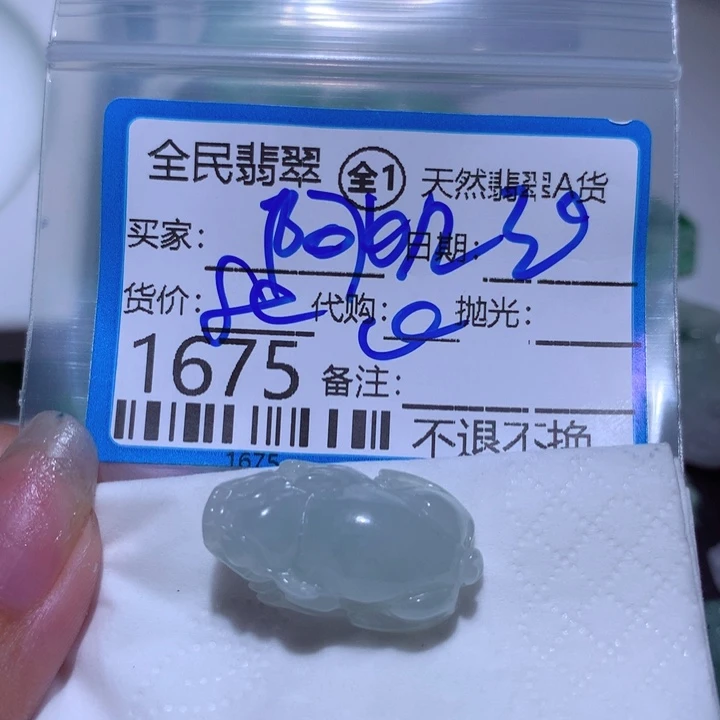 全民翡翠 全1 天然翡翠A货
买家: 日期:
货价: 代购: 抛光:
1675 备注:
1675 不退不换